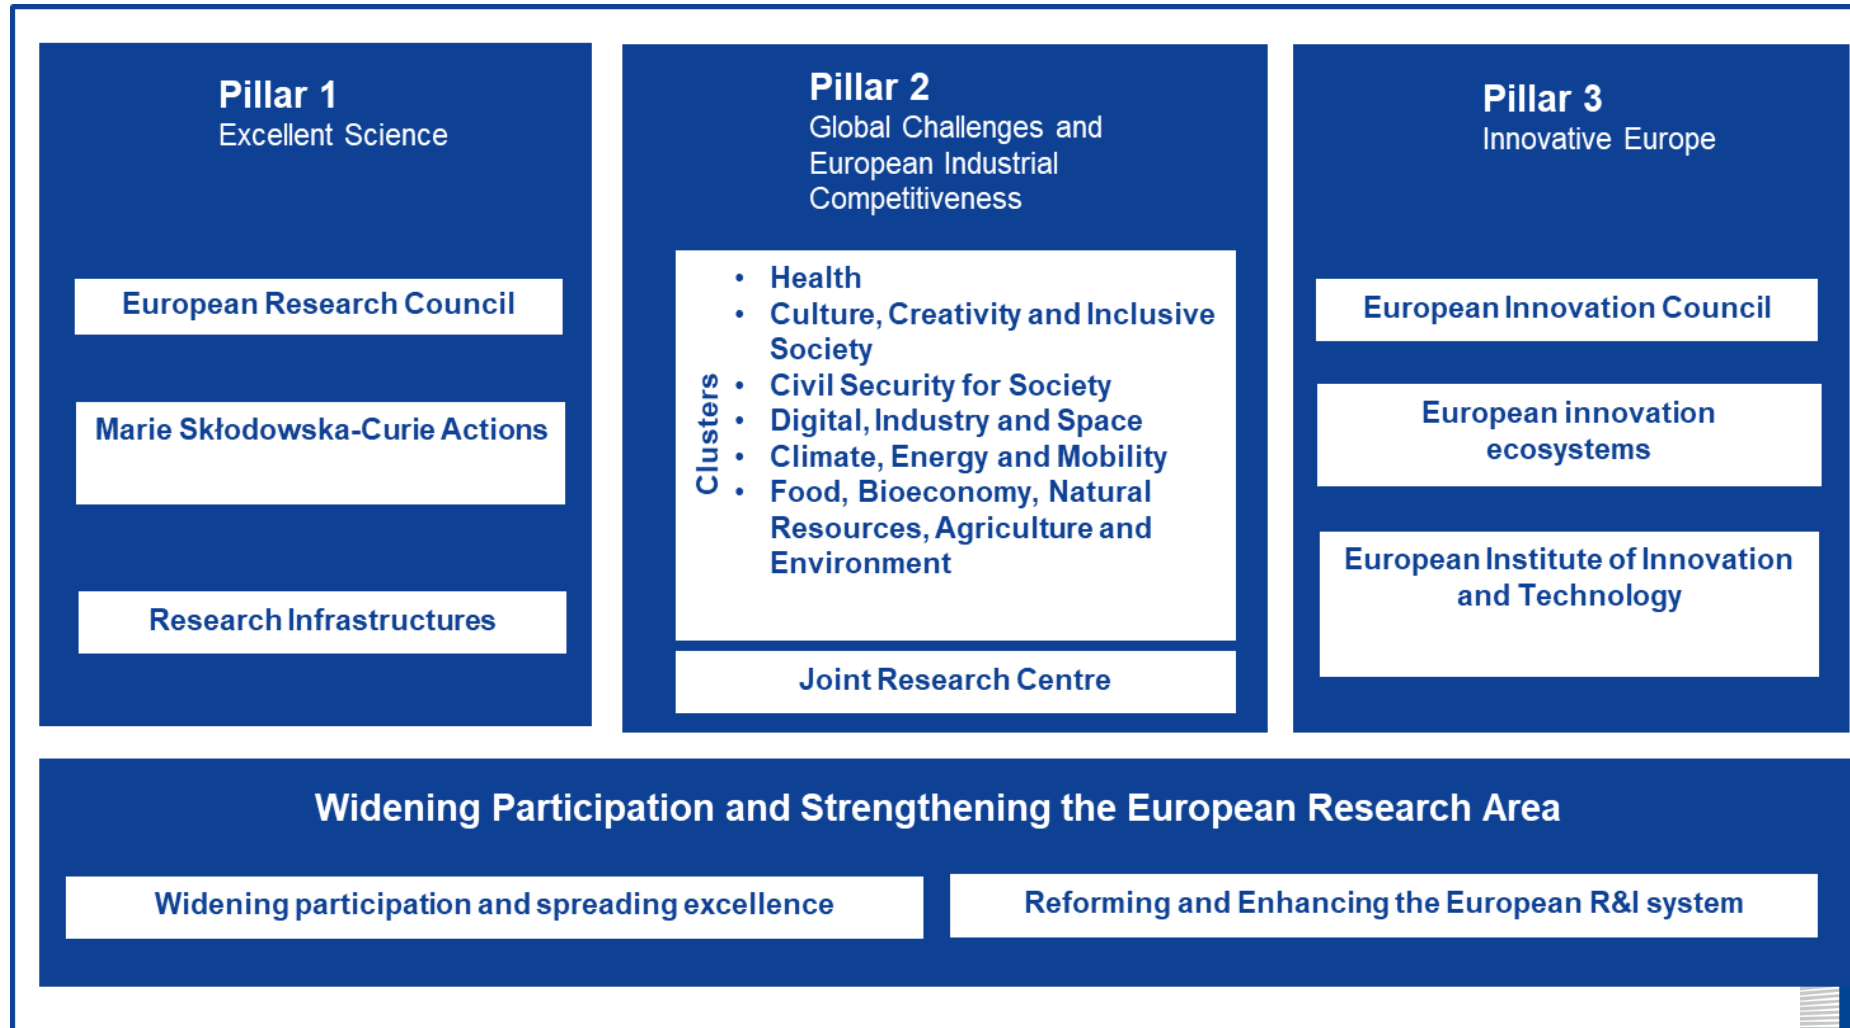 Pillar 1
Excellent Science
European Research Council
Marie Skłodowska-Curie Actions
Research Infrastructures
Pillar 2
Global Challenges and
European Industrial
Competitiveness
Clusters
• Health
• Culture, Creativity and Inclusive
Society
• Civil Security for Society
• Digital, Industry and Space
• Climate, Energy and Mobility
• Food, Bioeconomy, Natural
Resources, Agriculture and
Environment
Joint Research Centre
Pillar 3
Innovative Europe
European Innovation Council
European innovation
ecosystems
European Institute of Innovation
and Technology
Widening Participation and Strengthening the European Research Area
Widening participation and spreading excellence
Reforming and Enhancing the European R&I system